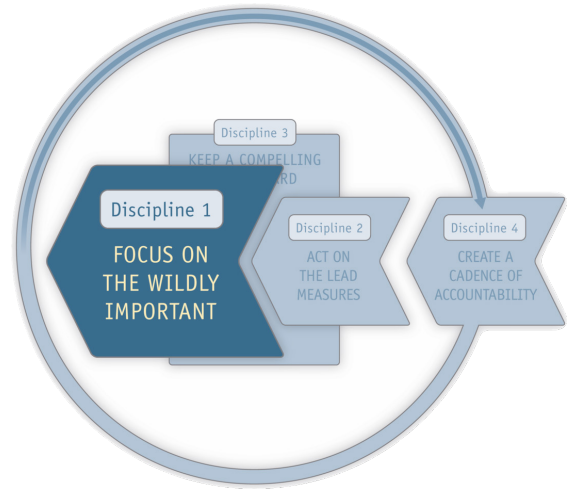 Discipline 3
KEEP A COMPELLING
Discipline 1
FOCUS ON
THE WILDLY
IMPORTANT
Discipline 2
ACT ON
THE LEAD
MEASURES
Discipline 4
CREATE A
CADENCE OF
ACCOUNTABILITY